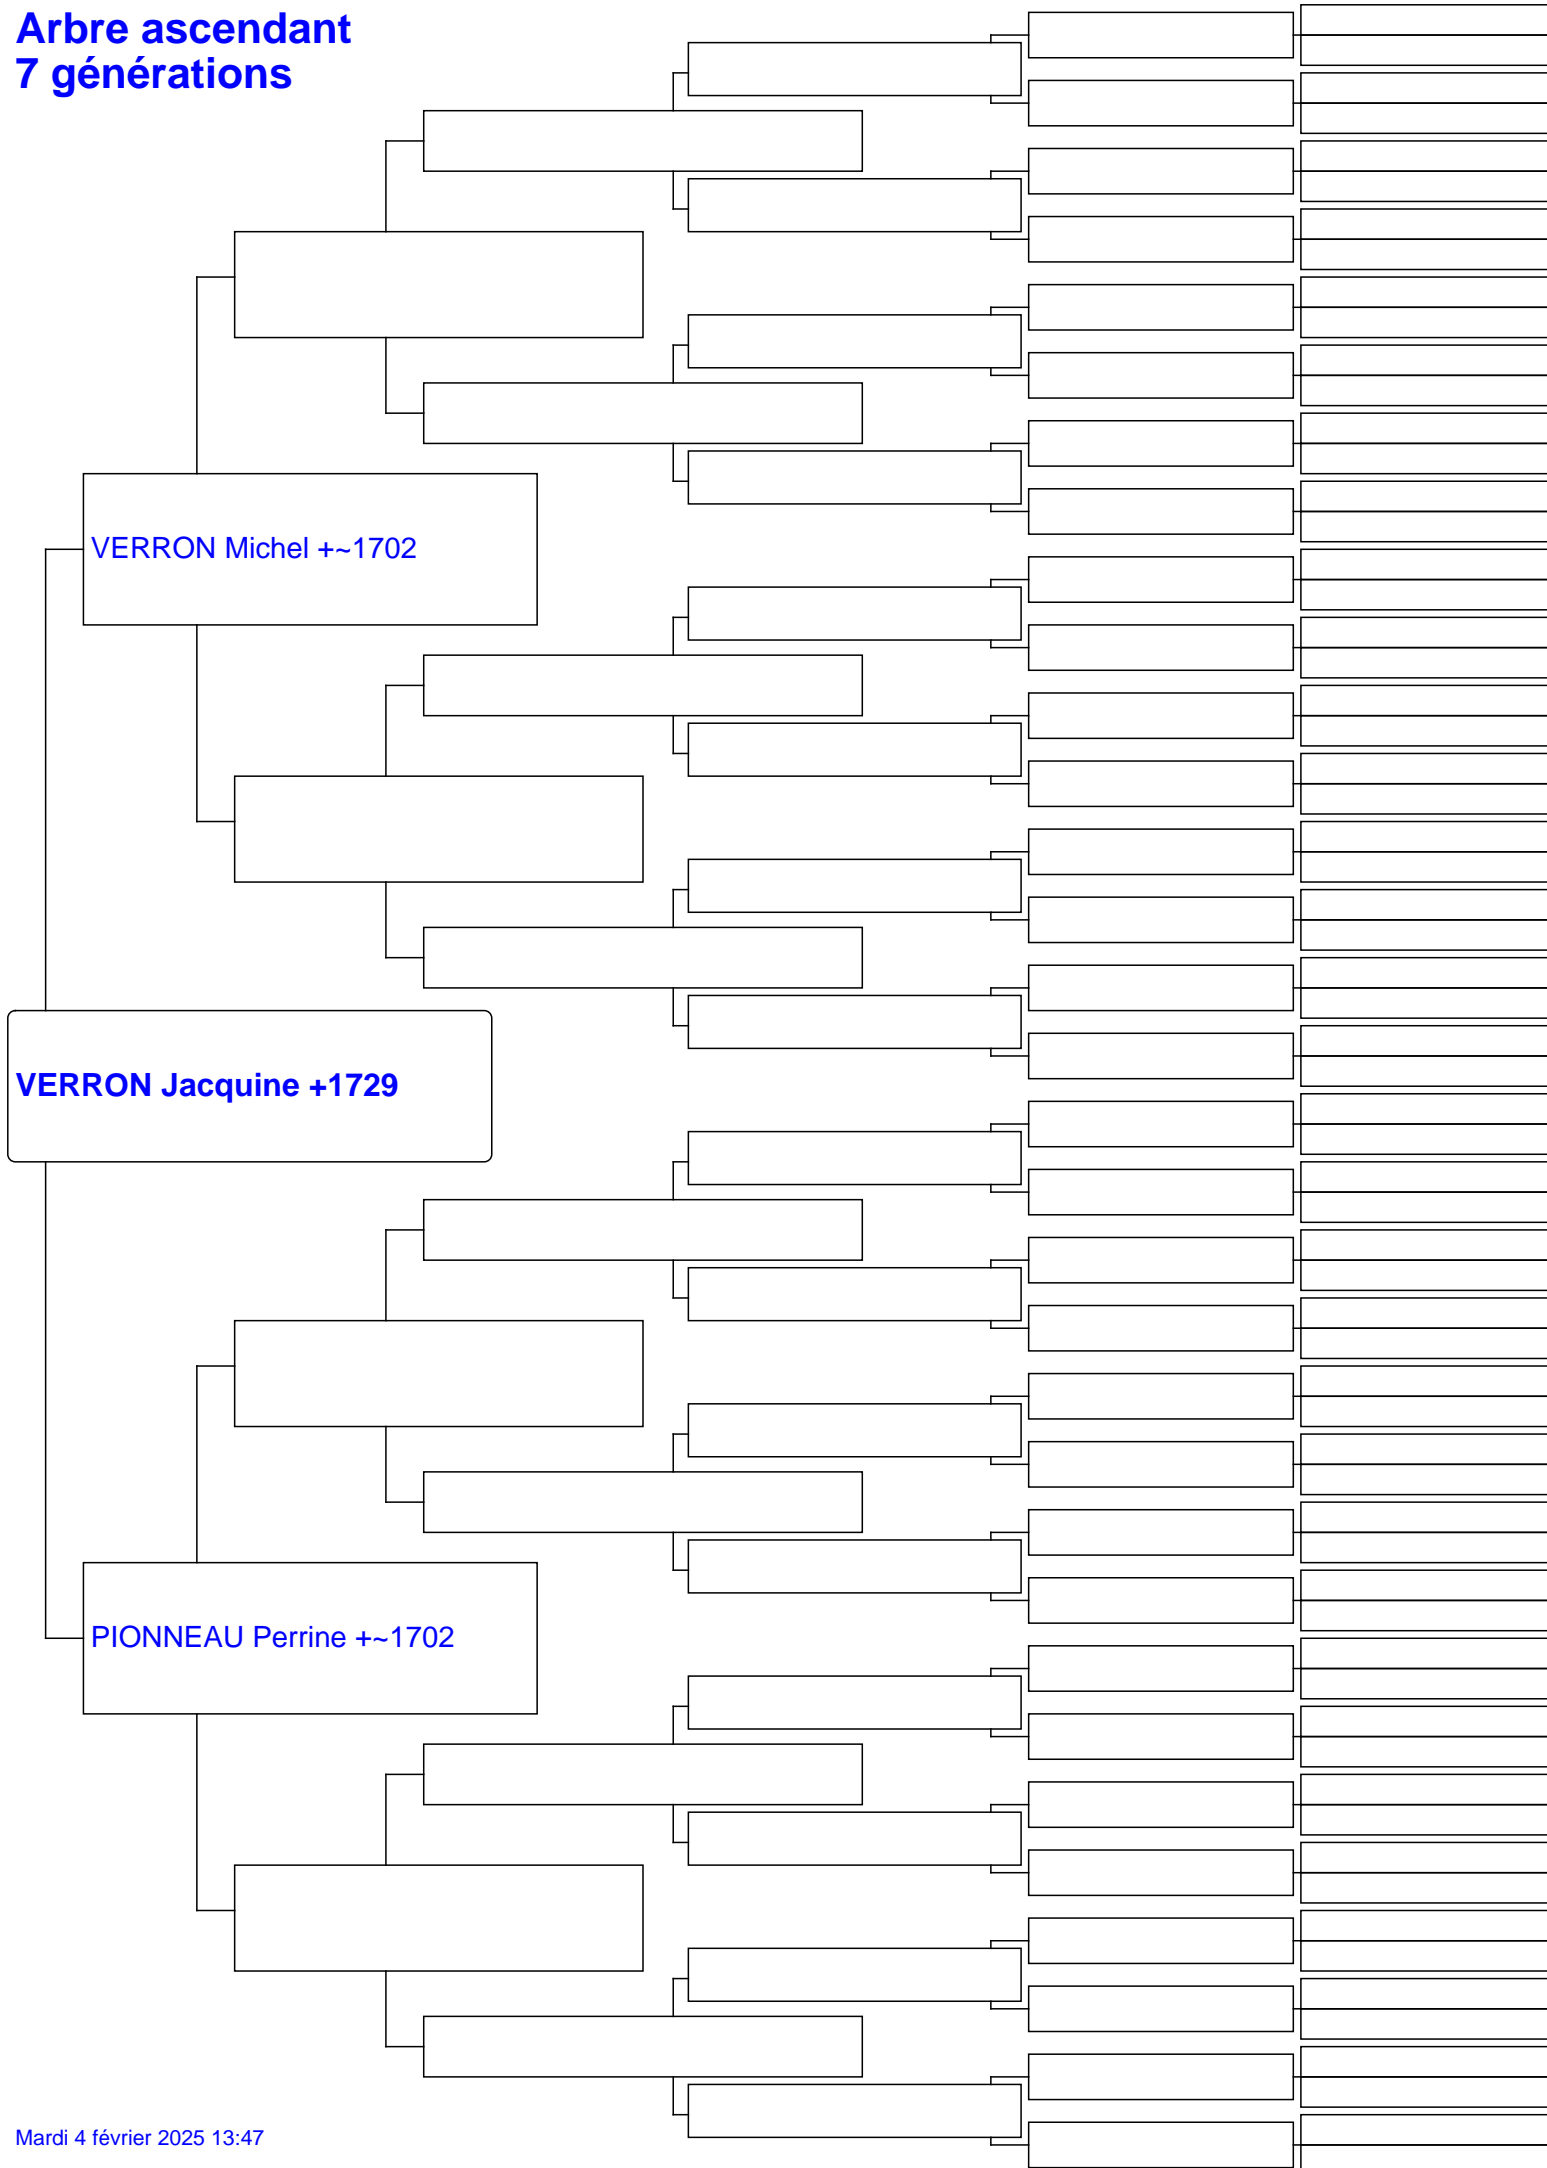 Arbre ascendant
7 générations
VERRON Michel +~1702
VERRON Jacquine +1729
PIONNEAU Perrine +~1702
Mardi 4 février 2025 13:47